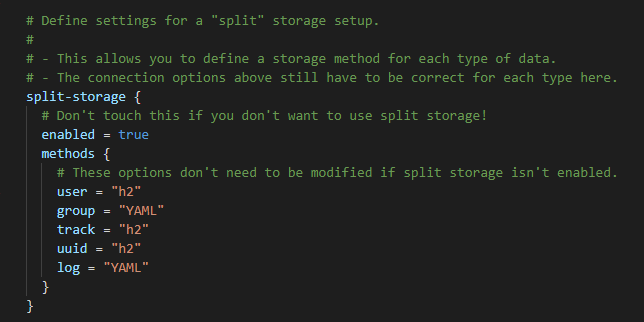 # Define settings for a "split" storage setup.
#
# - This allows you to define a storage method for each type of data.
# - The connection options above still have to be correct for each type here.
split-storage {
  # Don't touch this if you don't want to use split storage!
  enabled = true
  methods {
    # These options don't need to be modified if split storage isn't enabled.
    user = "h2"
    group = "YAML"
    track = "h2"
    uuid = "h2"
    log = "YAML"
  }
}